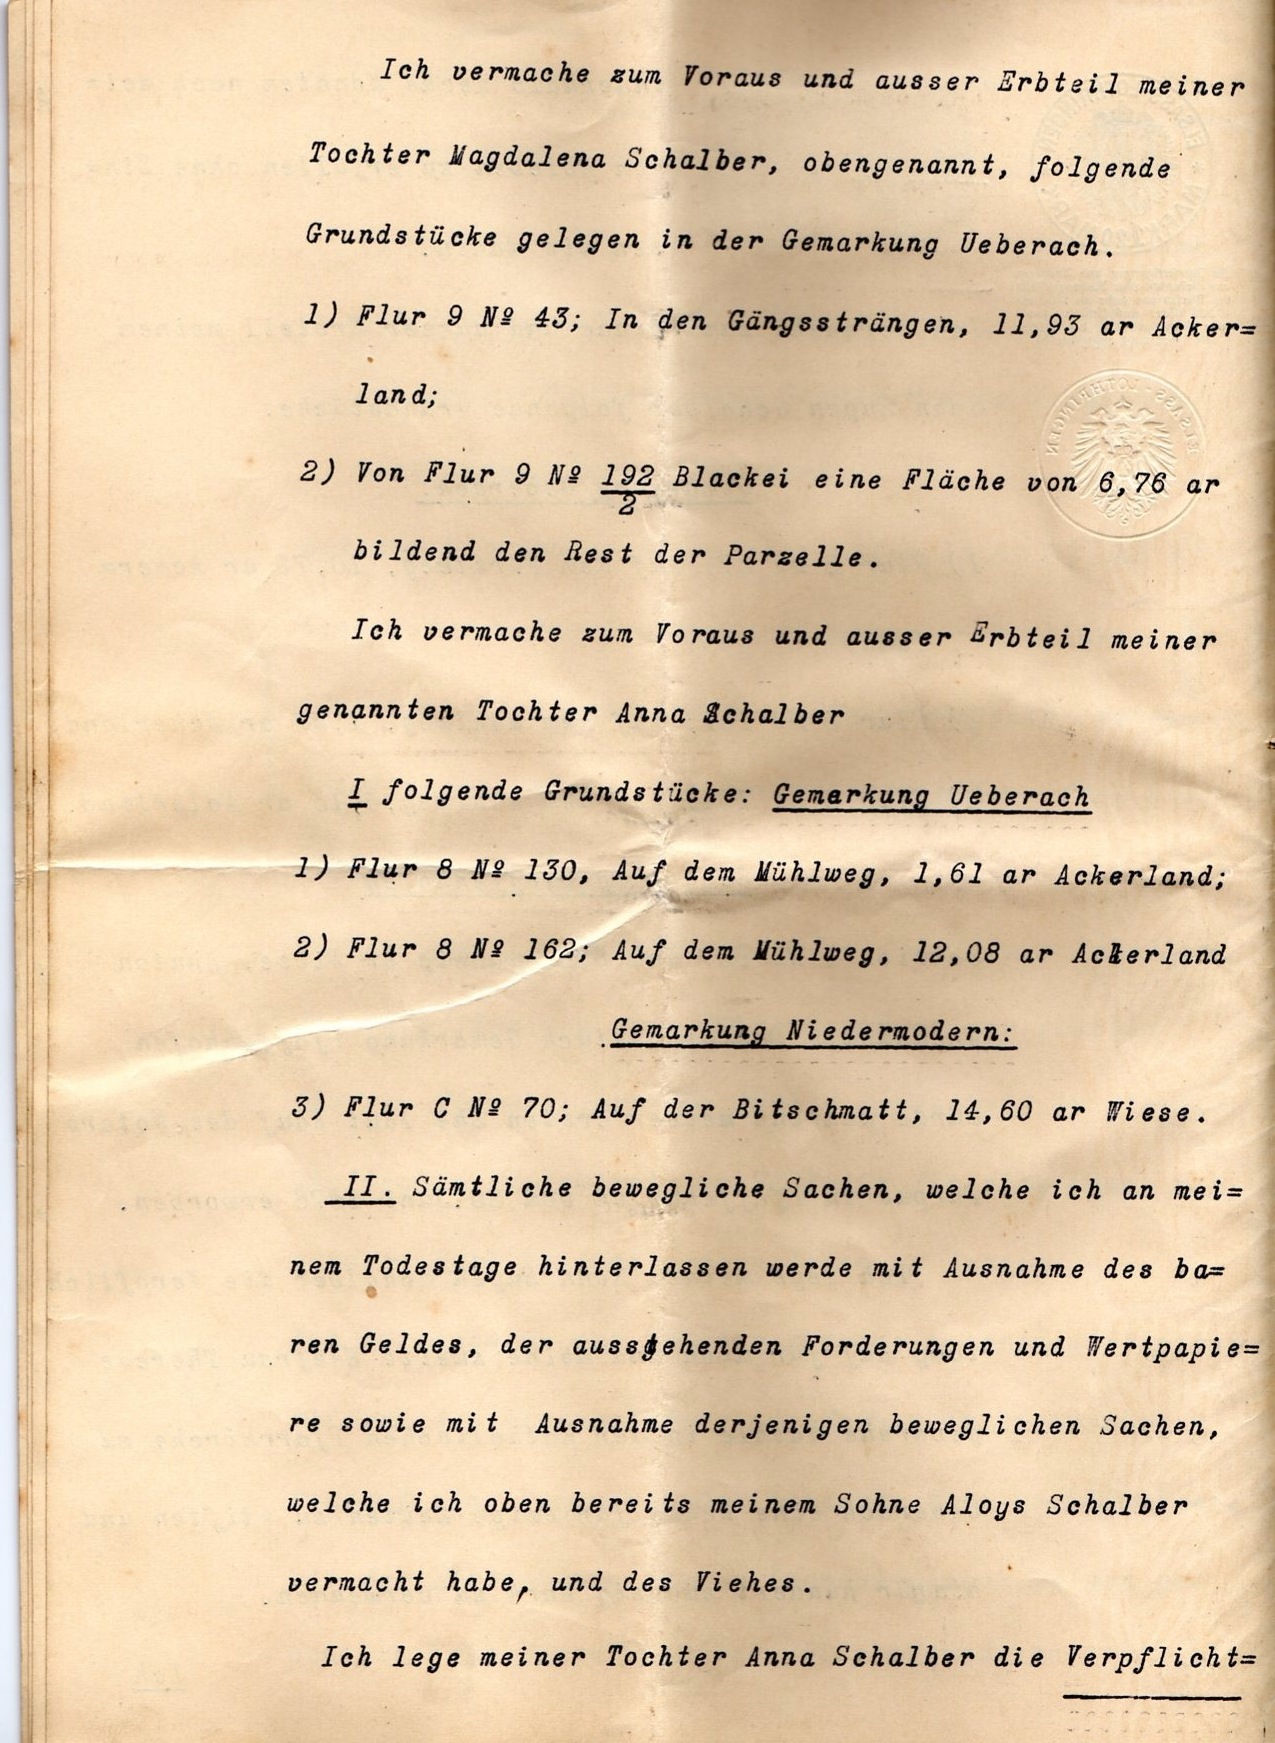 Ich vermache zum Voraus und ausser Erbteil meiner
Tochter Magdalena Schalber, obengenannt, folgende
Grundstücke gelegen in der Gemarkung Ueberach.
1) Flur 9 Nº 43; In den Gängssträngen, 11,93 ar Acker=
land;
ELSASS-LOTHRINGEN
2) Von Flur 9 Nº 192/2 Blackei eine Fläche von 6,76 ar
bildend den Rest der Parzelle.
Ich vermache zum Voraus und ausser Erbteil meiner
genannten Tochter Anna Schalber
I folgende Grundstücke: Gemarkung Ueberach
1) Flur 8 Nº 130, Auf dem Mühlweg, 1,61 ar Ackerland;
2) Flur 8 Nº 162; Auf dem Mühlweg, 12,08 ar Ackerland
Gemarkung Niedermodern:
3) Flur C Nº 70; Auf der Bitschmatt, 14,60 ar Wiese.
II. Sämtliche bewegliche Sachen, welche ich an mei=
nem Todestage hinterlassen werde mit Ausnahme des ba=
ren Geldes, der ausstehenden Forderungen und Wertpapie=
re sowie mit Ausnahme derjenigen beweglichen Sachen,
welche ich oben bereits meinem Sohne Aloys Schalber
vermacht habe, und des Viehes.
Ich lege meiner Tochter Anna Schalber die Verpflicht=